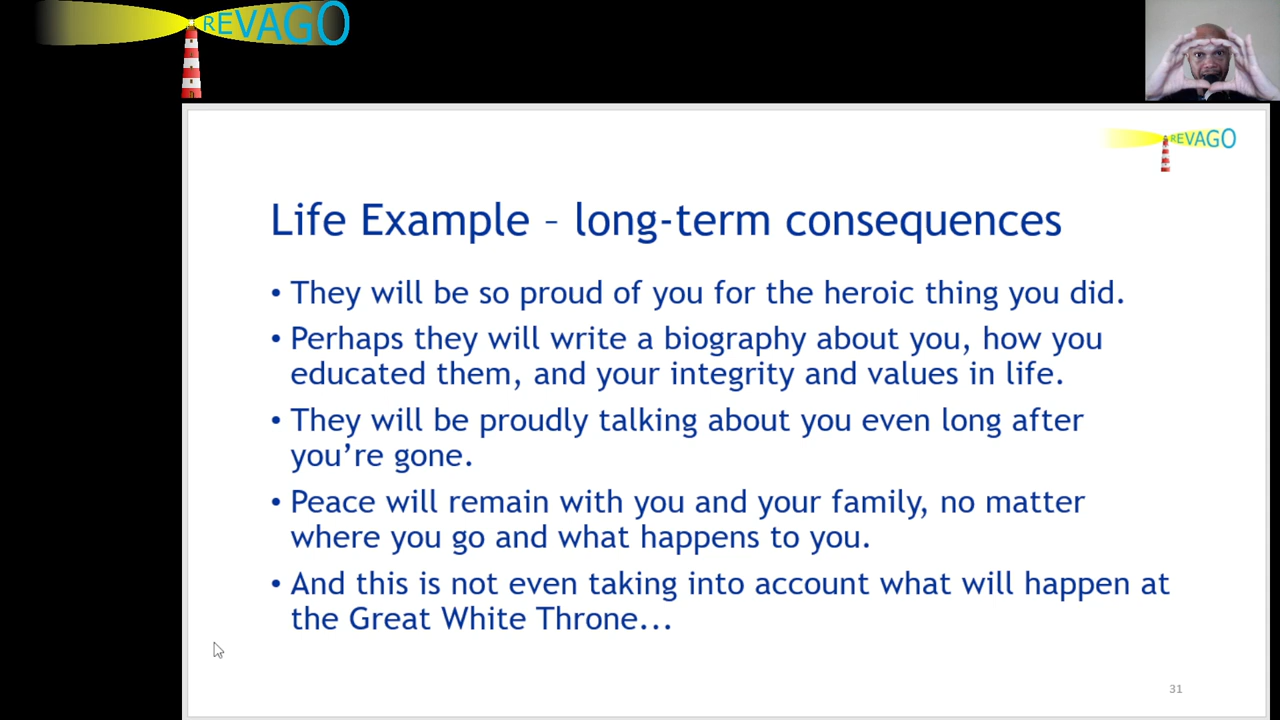 REVAGO
REVAGO
Life Example – long-term consequences
• They will be so proud of you for the heroic thing you did.
• Perhaps they will write a biography about you, how you
educated them, and your integrity and values in life.
• They will be proudly talking about you even long after
you’re gone.
• Peace will remain with you and your family, no matter
where you go and what happens to you.
• And this is not even taking into account what will happen at
the Great White Throne...
31